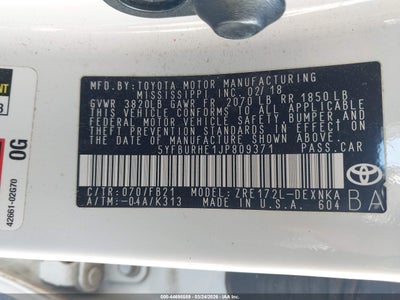 MFD. BY: TOYOTA MOTOR MANUFACTURING
MISSISSIPPI, INC. 02/18
GVWR 3820LB GAWR FR 2070LB RR 1850LB
THIS VEHICLE CONFORMS TO ALL APPLICABLE
FEDERAL MOTOR VEHICLE SAFETY, BUMPER, AND
THEFT PREVENTION STANDARDS IN EFFECT ON
THE DATE OF MANUFACTURE SHOWN ABOVE.
5YFBURHE1JP809371 PASS.CAR
C/TR: 070/FB21 MODEL: ZRE172L-DEXNKA
A/TM: -04A/K313 MADE IN U.S.A. 604
BA
TOYOTA
0G
42661-02G70